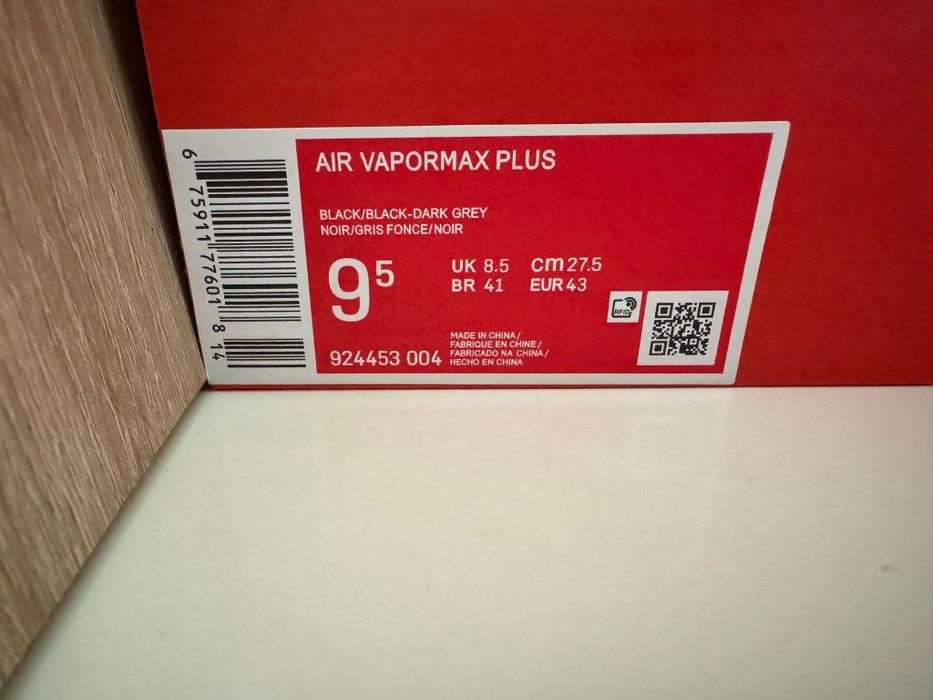 AIR VAPORMAX PLUS
BLACK/BLACK-DARK GREY
NOIR/GRIS FONCE/NOIR
9⁵
UK 8.5 cm 27.5
BR 41 EUR 43
RFID
MADE IN CHINA/
FABRIQUE EN CHINE/
FABRICADO NA CHINA/
HECHO EN CHINA
924453 004
6 75911 77601 8 14